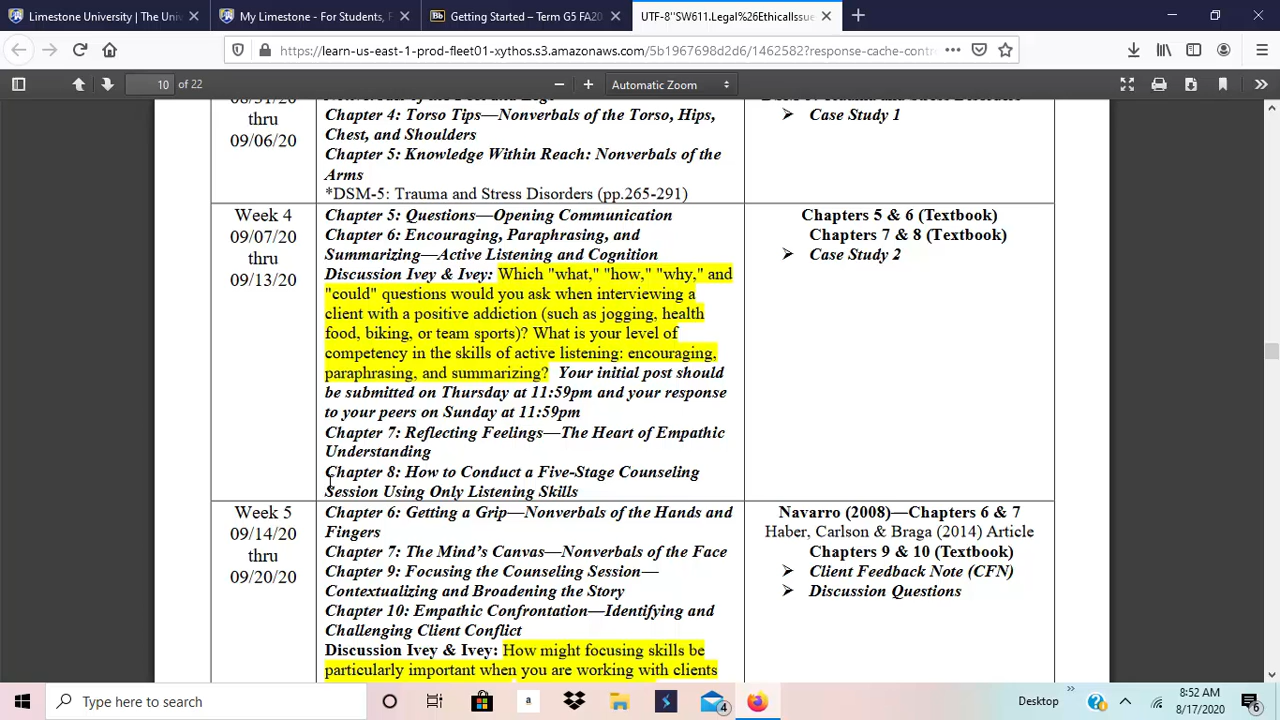 Limestone University | The Uni
My Limestone - For Students, F
Getting Started – Term G5 FA20
UTF-8''SW611.Legal%26EthicalIssue
https://learn-us-east-1-prod-fleet01-xythos.s3.amazonaws.com/5b1967698d2d6/1462582?response-cache-contr
10 of 22
Automatic Zoom
thru
09/06/20
Chapter 4: Torso Tips—Nonverbals of the Torso, Hips,
Chest, and Shoulders
Chapter 5: Knowledge Within Reach: Nonverbals of the
Arms
*DSM-5: Trauma and Stress Disorders (pp.265-291)
Case Study 1
Week 4
09/07/20
thru
09/13/20
Chapter 5: Questions—Opening Communication
Chapter 6: Encouraging, Paraphrasing, and
Summarizing—Active Listening and Cognition
Discussion Ivey & Ivey: Which "what," "how," "why," and
"could" questions would you ask when interviewing a
client with a positive addiction (such as jogging, health
food, biking, or team sports)? What is your level of
competency in the skills of active listening: encouraging,
paraphrasing, and summarizing? Your initial post should
be submitted on Thursday at 11:59pm and your response
to your peers on Sunday at 11:59pm
Chapter 7: Reflecting Feelings—The Heart of Empathic
Understanding
Chapter 8: How to Conduct a Five-Stage Counseling
Session Using Only Listening Skills
Chapters 5 & 6 (Textbook)
Chapters 7 & 8 (Textbook)
Case Study 2
Week 5
09/14/20
thru
09/20/20
Chapter 6: Getting a Grip—Nonverbals of the Hands and
Fingers
Chapter 7: The Mind's Canvas—Nonverbals of the Face
Chapter 9: Focusing the Counseling Session—
Contextualizing and Broadening the Story
Chapter 10: Empathic Confrontation—Identifying and
Challenging Client Conflict
Discussion Ivey & Ivey: How might focusing skills be
particularly important when you are working with clients
Navarro (2008)—Chapters 6 & 7
Haber, Carlson & Braga (2014) Article
Chapters 9 & 10 (Textbook)
Client Feedback Note (CFN)
Discussion Questions
Type here to search
a
4
Desktop
8:52 AM
8/17/2020
6